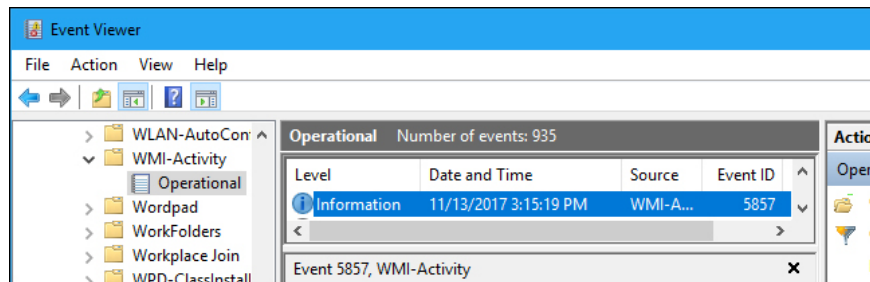 Event Viewer
File Action View Help
WLAN-AutoCon
WMI-Activity
Operational
Wordpad
WorkFolders
Workplace Join
WPD-ClassInstall
Operational Number of events: 935
Level Date and Time Source Event ID
Information 11/13/2017 3:15:19 PM WMI-A... 5857
Event 5857, WMI-Activity
Actio
Oper